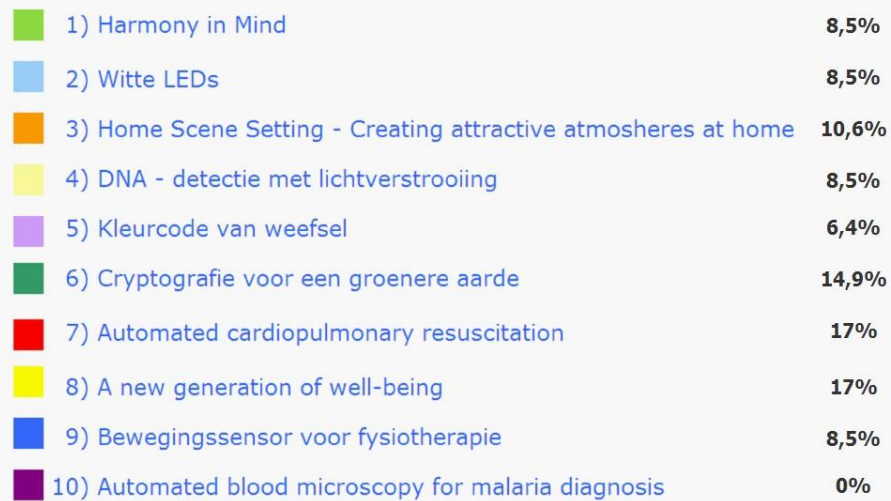 1) Harmony in Mind 8,5%
2) Witte LEDs 8,5%
3) Home Scene Setting - Creating attractive atmosheres at home 10,6%
4) DNA - detectie met lichtverstrooiing 8,5%
5) Kleurcode van weefsel 6,4%
6) Cryptografie voor een groenere aarde 14,9%
7) Automated cardiopulmonary resuscitation 17%
8) A new generation of well-being 17%
9) Bewegingssensor voor fysiotherapie 8,5%
10) Automated blood microscopy for malaria diagnosis 0%